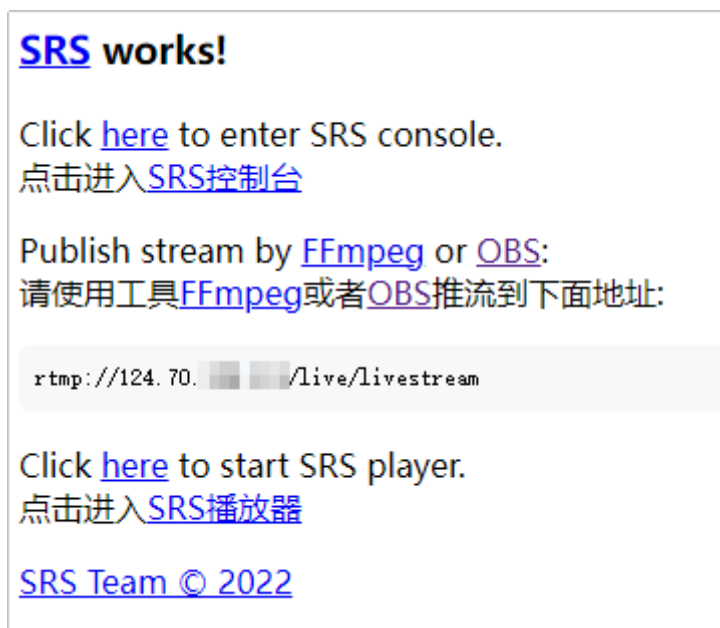 SRS works!
Click here to enter SRS console.
点击进入SRS控制台
Publish stream by FFmpeg or OBS:
请使用工具FFmpeg或者OBS推流到下面地址:
rtmp://124.70. /live/livestream
Click here to start SRS player.
点击进入SRS播放器
SRS Team © 2022